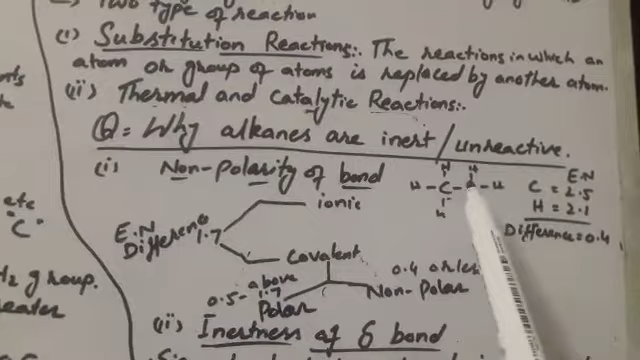 Two type of reaction
(i) Substitution Reactions:. The reactions in which an
atom or group of atoms is replaced by another atom.
(ii) Thermal and Catalytic Reactions:.
Q= Why alkanes are inert/unreactive.
(i) Non-Polarity of bond
H H
H - C - - H
H
E.N
C = 2.5
H = 2.1
Difference = 0.4
ionic
E.N
Difference
1.7
Covalent
0.5- above
1.7
Polar
0.4 or less
Non-Polar
(ii) Inertness of δ bond
etc
group.